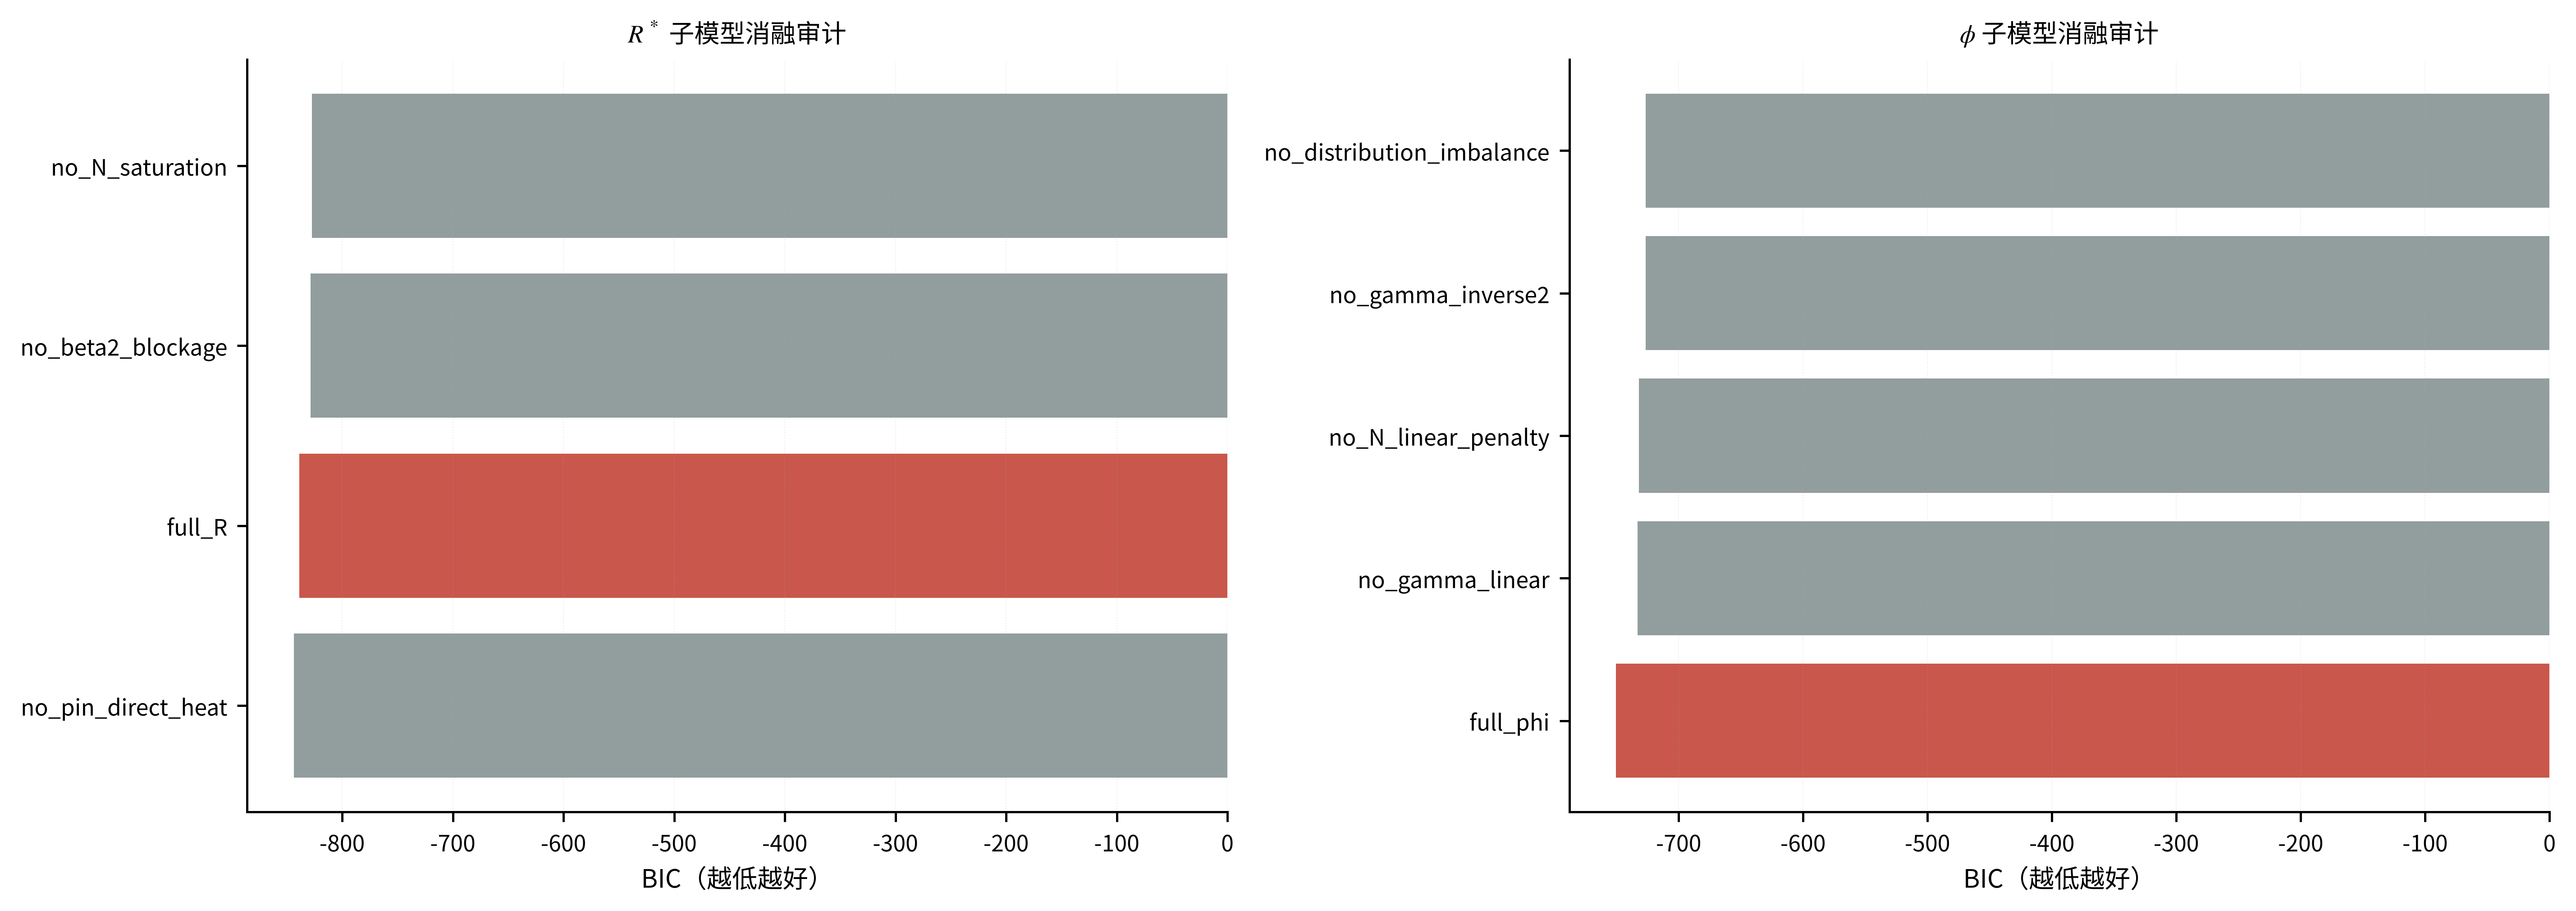 R* 子模型消融审计
no_N_saturation
no_beta2_blockage
full_R
no_pin_direct_heat
-800 -700 -600 -500 -400 -300 -200 -100 0
BIC（越低越好）
ϕ 子模型消融审计
no_distribution_imbalance
no_gamma_inverse2
no_N_linear_penalty
no_gamma_linear
full_phi
-700 -600 -500 -400 -300 -200 -100 0
BIC（越低越好）